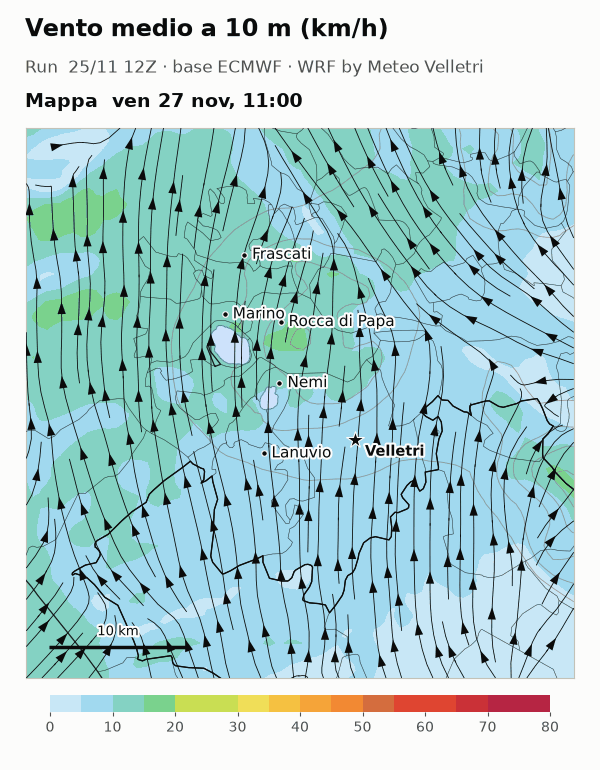 Vento medio a 10 m (km/h)
Run  25/11 12Z · base ECMWF · WRF by Meteo Velletri
Mappa  ven 27 nov, 11:00
Frascati
Marino
Rocca di Papa
Nemi
Velletri
Lanuvio
10 km
0 5 10 15 20 30 40 50 60 70 80